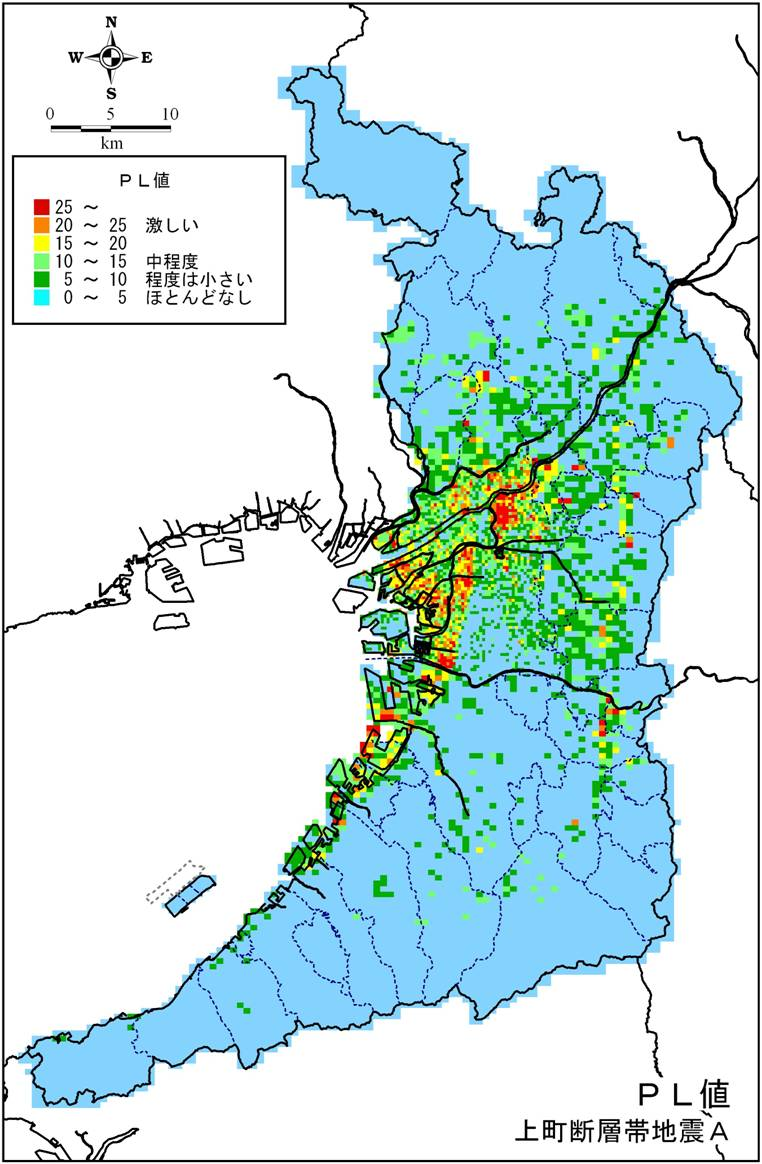 N
W E
S
0 5 10
km
PL値
25 ～
20 ～ 25 激しい
15 ～ 20
10 ～ 15 中程度
5 ～ 10 程度は小さい
0 ～ 5 ほとんどなし
PL値
上町断層帯地震A